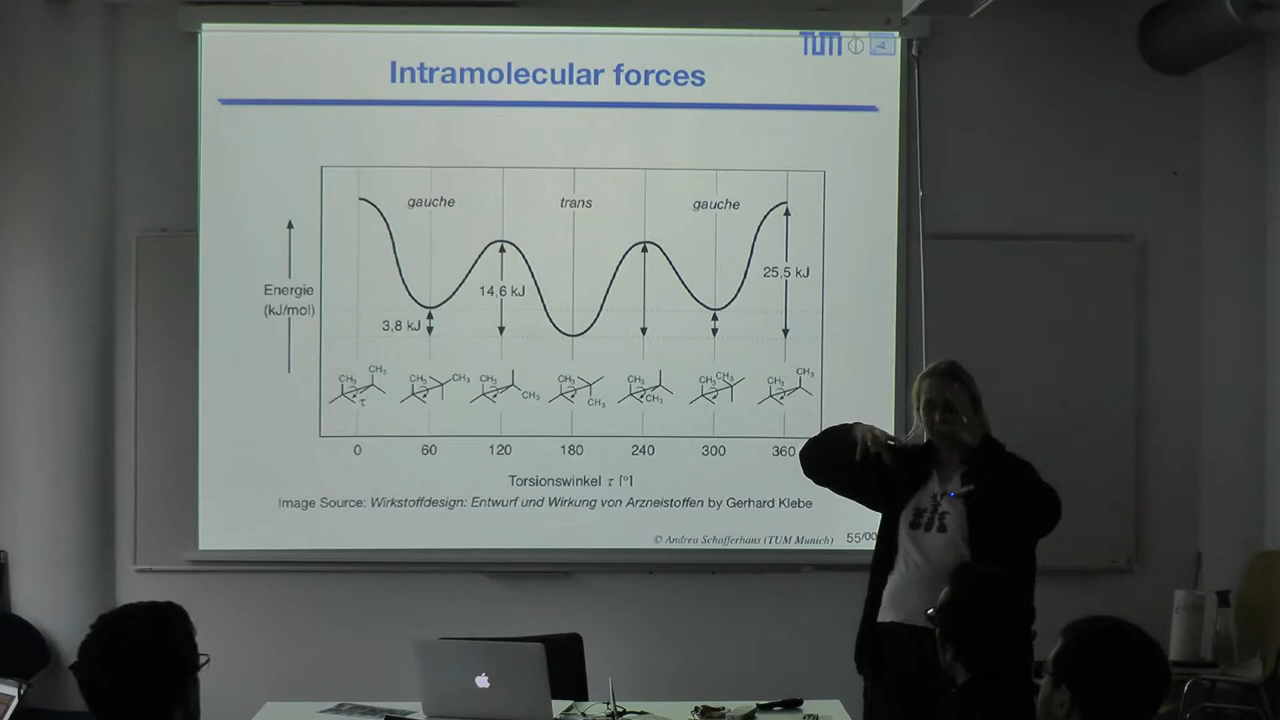 TUM
Intramolecular forces
gauche trans gauche
Energie
(kJ/mol)
3,8 kJ
14,6 kJ
25,5 kJ
CH₃ CH₃ τ
CH₃ CH₃
CH₃ CH₃
CH₃ CH₃
CH₃ CH₃
CH₃ CH₃
CH₃ CH₃
0 60 120 180 240 300 360
Torsionswinkel τ [°]
Image Source: Wirkstoffdesign: Entwurf und Wirkung von Arzneistoffen by Gerhard Klebe
© Andrea Schafferhans (TUM Munich) 55/00